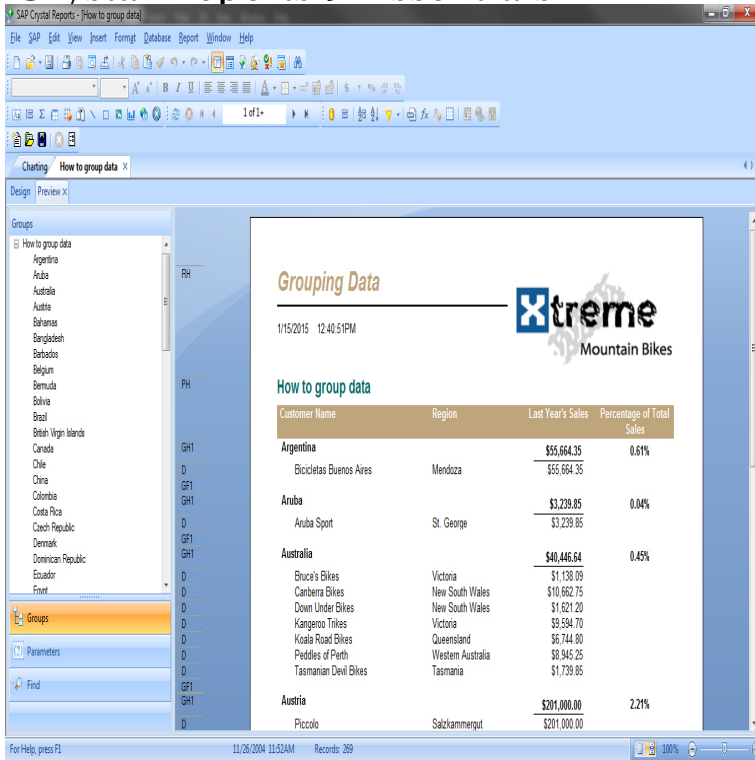 SAP Crystal Reports - [How to group data]
File SAP Edit View Insert Format Database Report Window Help
1 of 1+
Charting How to group data
Design Preview
Groups
How to group data
Argentina
Aruba
Australia
Austria
Bahamas
Bangladesh
Barbados
Belgium
Bermuda
Bolivia
Brazil
British Virgin Islands
Canada
Chile
China
Colombia
Costa Rica
Czech Republic
Denmark
Dominican Republic
Ecuador
Egypt
Groups
Parameters
Find
RH
Grouping Data
1/15/2015 12:40:51PM
Xtreme
Mountain Bikes
PH
How to group data
Customer Name Region Last Year's Sales Percentage of Total
Sales
GH1 Argentina $55,664.35 0.61%
D Bicicletas Buenos Aires Mendoza $55,664.35
GF1
GH1 Aruba $3,239.85 0.04%
D Aruba Sport St. George $3,239.85
GF1
GH1 Australia $40,446.64 0.45%
D Bruce's Bikes Victoria $1,138.09
D Canberra Bikes New South Wales $10,662.75
D Down Under Bikes New South Wales $1,621.20
D Kangeroo Trikes Victoria $9,594.70
D Koala Road Bikes Queensland $6,744.80
D Peddles of Perth Western Australia $8,945.25
D Tasmanian Devil Bikes Tasmania $1,739.85
GF1
GH1 Austria $201,000.00 2.21%
D Piccolo Salzkammergut $201,000.00
For Help, press F1 11/26/2004 11:52AM Records: 269 100%